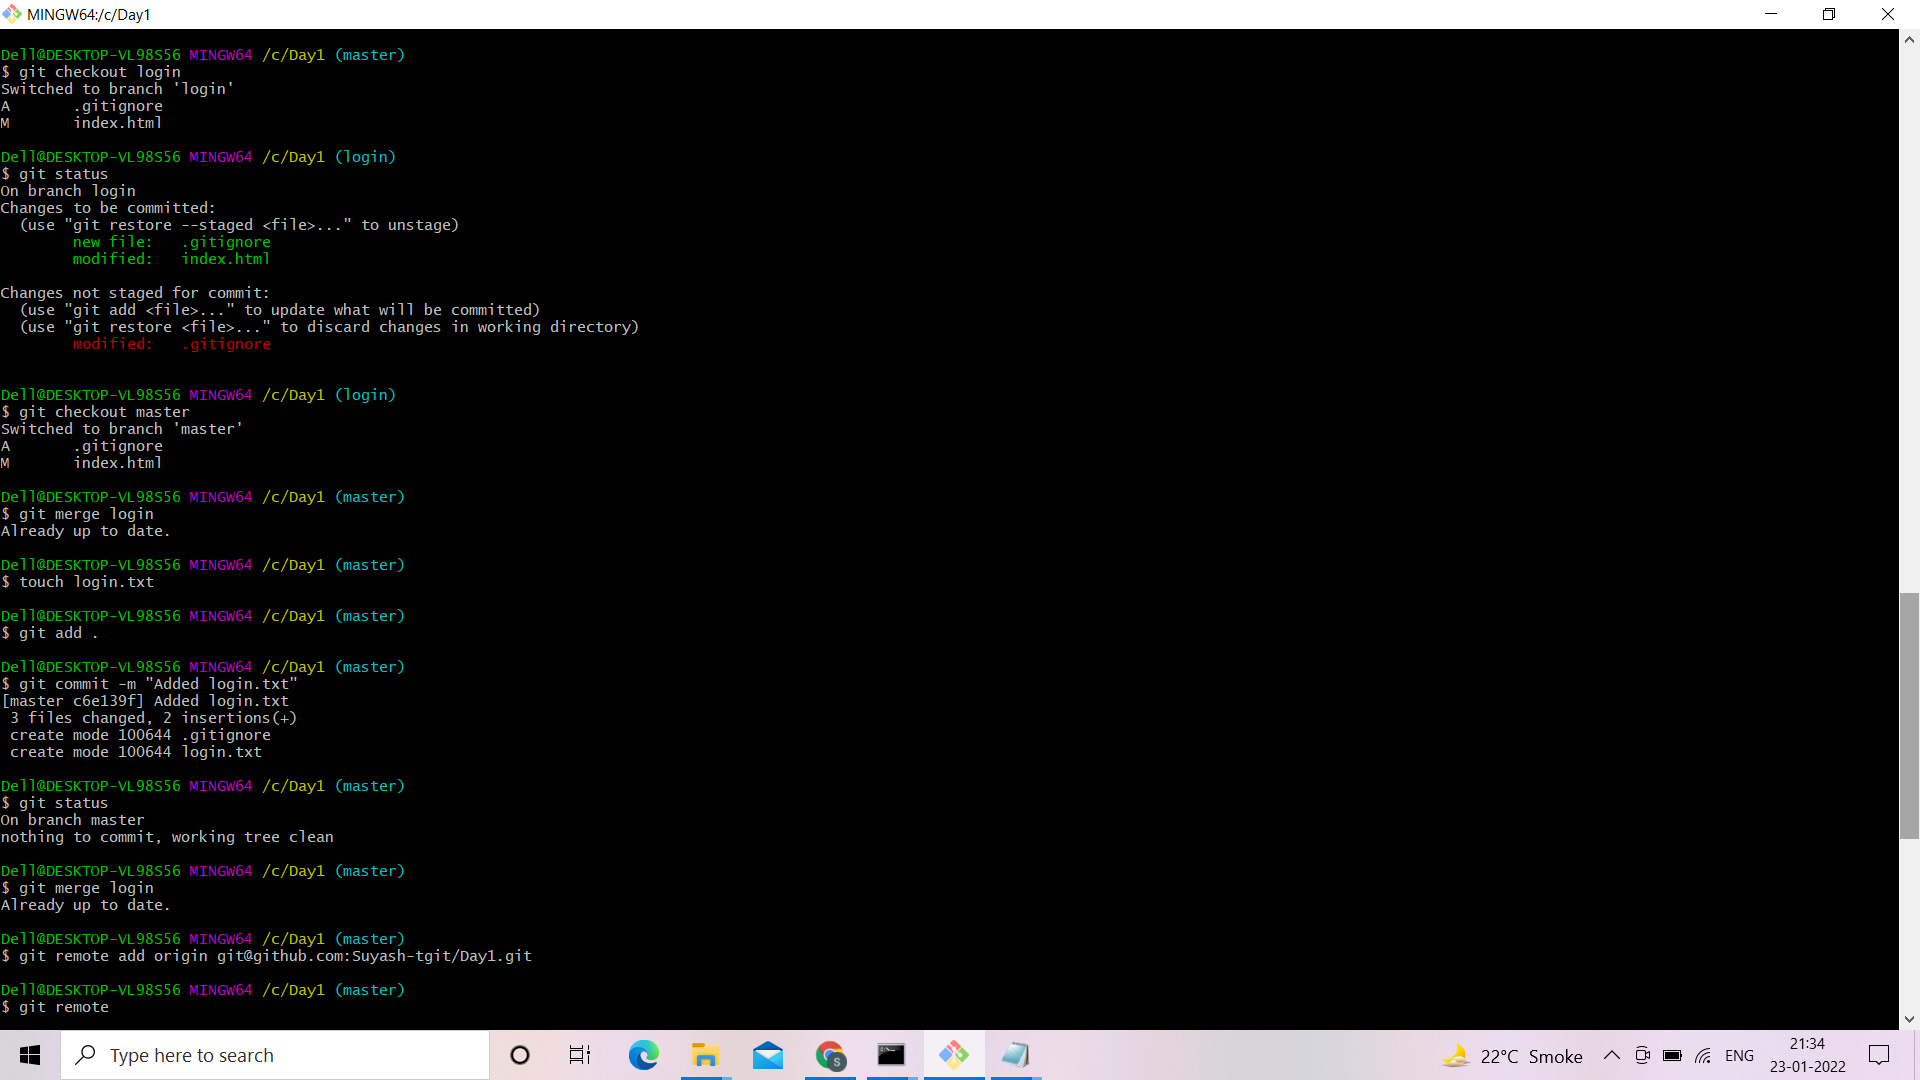 MINGW64:/c/Day1
Dell@DESKTOP-VL98S56 MINGW64 /c/Day1 (master)
$ git checkout login
Switched to branch 'login'
A       .gitignore
M       index.html
Dell@DESKTOP-VL98S56 MINGW64 /c/Day1 (login)
$ git status
On branch login
Changes to be committed:
  (use "git restore --staged <file>..." to unstage)
        new file:   .gitignore
        modified:   index.html
Changes not staged for commit:
  (use "git add <file>..." to update what will be committed)
  (use "git restore <file>..." to discard changes in working directory)
        modified:   .gitignore
Dell@DESKTOP-VL98S56 MINGW64 /c/Day1 (login)
$ git checkout master
Switched to branch 'master'
A       .gitignore
M       index.html
Dell@DESKTOP-VL98S56 MINGW64 /c/Day1 (master)
$ git merge login
Already up to date.
Dell@DESKTOP-VL98S56 MINGW64 /c/Day1 (master)
$ touch login.txt
Dell@DESKTOP-VL98S56 MINGW64 /c/Day1 (master)
$ git add .
Dell@DESKTOP-VL98S56 MINGW64 /c/Day1 (master)
$ git commit -m "Added login.txt"
[master c6e139f] Added login.txt
 3 files changed, 2 insertions(+)
 create mode 100644 .gitignore
 create mode 100644 login.txt
Dell@DESKTOP-VL98S56 MINGW64 /c/Day1 (master)
$ git status
On branch master
nothing to commit, working tree clean
Dell@DESKTOP-VL98S56 MINGW64 /c/Day1 (master)
$ git merge login
Already up to date.
Dell@DESKTOP-VL98S56 MINGW64 /c/Day1 (master)
$ git remote add origin git@github.com:Suyash-tgit/Day1.git
Dell@DESKTOP-VL98S56 MINGW64 /c/Day1 (master)
$ git remote
Type here to search
S
22°C Smoke
ENG
21:34
23-01-2022